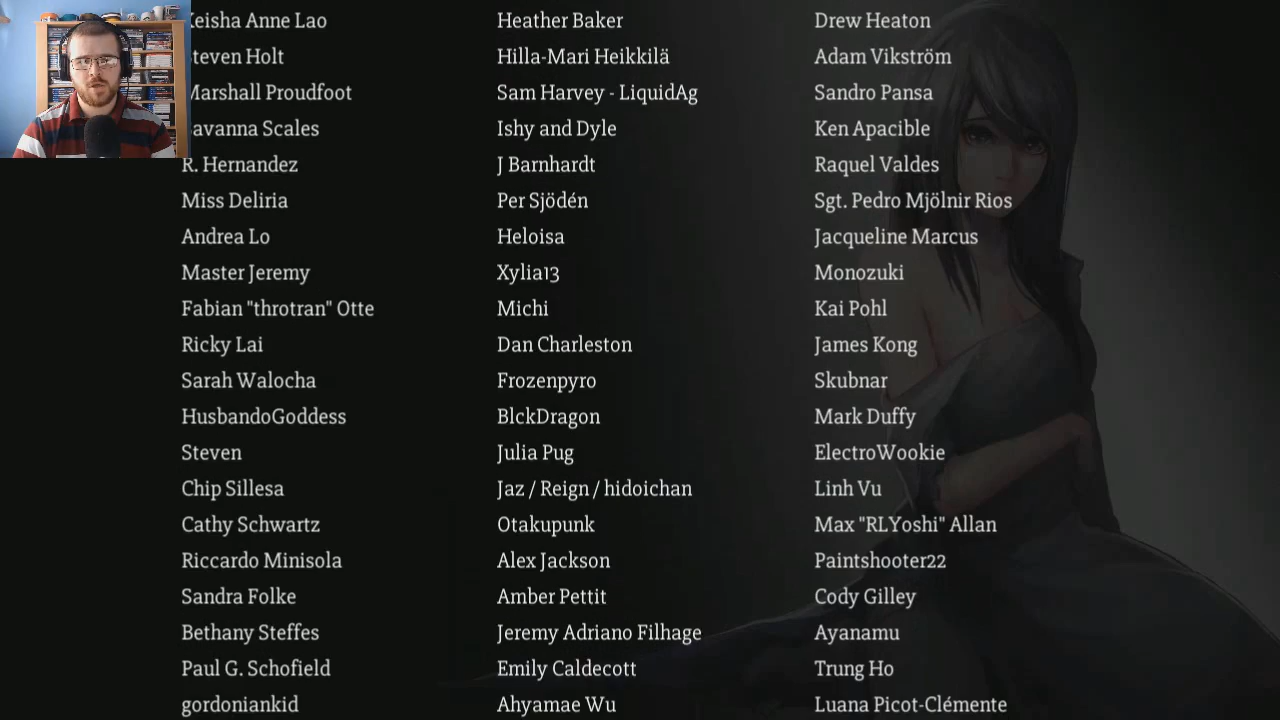 Keisha Anne Lao
Steven Holt
Marshall Proudfoot
Savanna Scales
R. Hernandez
Miss Deliria
Andrea Lo
Master Jeremy
Fabian "throtran" Otte
Ricky Lai
Sarah Walocha
HusbandoGoddess
Steven
Chip Sillesa
Cathy Schwartz
Riccardo Minisola
Sandra Folke
Bethany Steffes
Paul G. Schofield
gordoniankid
Heather Baker
Hilla-Mari Heikkilä
Sam Harvey - LiquidAg
Ishy and Dyle
J Barnhardt
Per Sjödén
Heloisa
Xylia13
Michi
Dan Charleston
Frozenpyro
BlckDragon
Julia Pug
Jaz / Reign / hidoichan
Otakupunk
Alex Jackson
Amber Pettit
Jeremy Adriano Filhage
Emily Caldecott
Ahyamae Wu
Drew Heaton
Adam Vikström
Sandro Pansa
Ken Apacible
Raquel Valdes
Sgt. Pedro Mjölnir Rios
Jacqueline Marcus
Monozuki
Kai Pohl
James Kong
Skubnar
Mark Duffy
ElectroWookie
Linh Vu
Max "RLYoshi" Allan
Paintshooter22
Cody Gilley
Ayanamu
Trung Ho
Luana Picot-Clémente